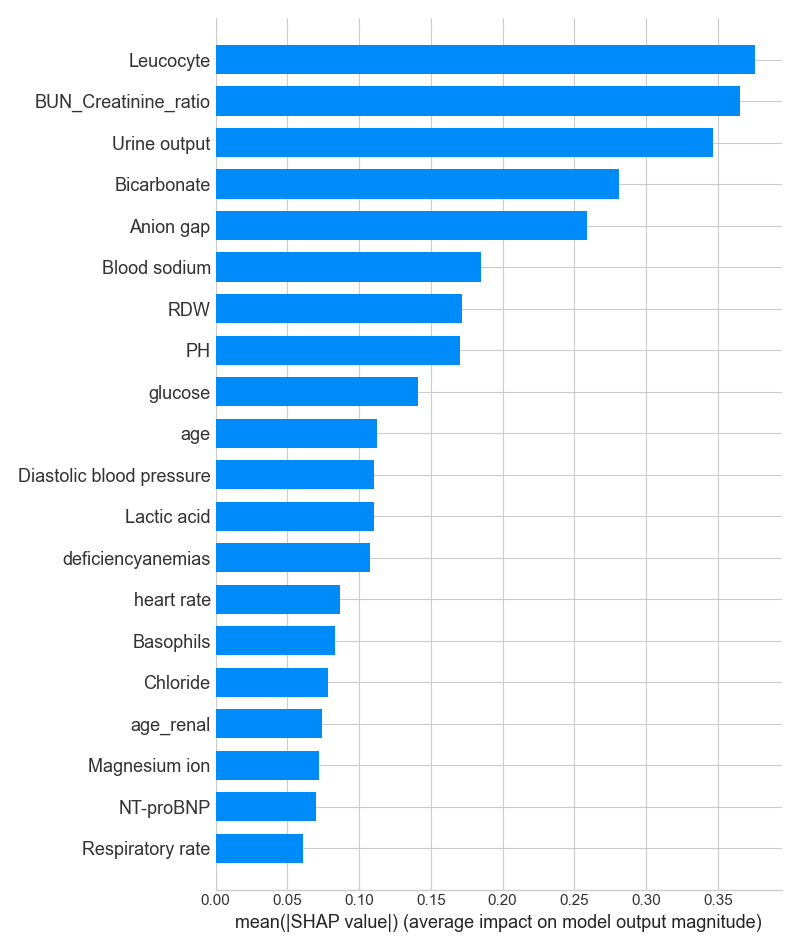 Leucocyte
BUN_Creatinine_ratio
Urine output
Bicarbonate
Anion gap
Blood sodium
RDW
PH
glucose
age
Diastolic blood pressure
Lactic acid
deficiencyanemias
heart rate
Basophils
Chloride
age_renal
Magnesium ion
NT-proBNP
Respiratory rate
0.00 0.05 0.10 0.15 0.20 0.25 0.30 0.35
mean(|SHAP value|) (average impact on model output magnitude)